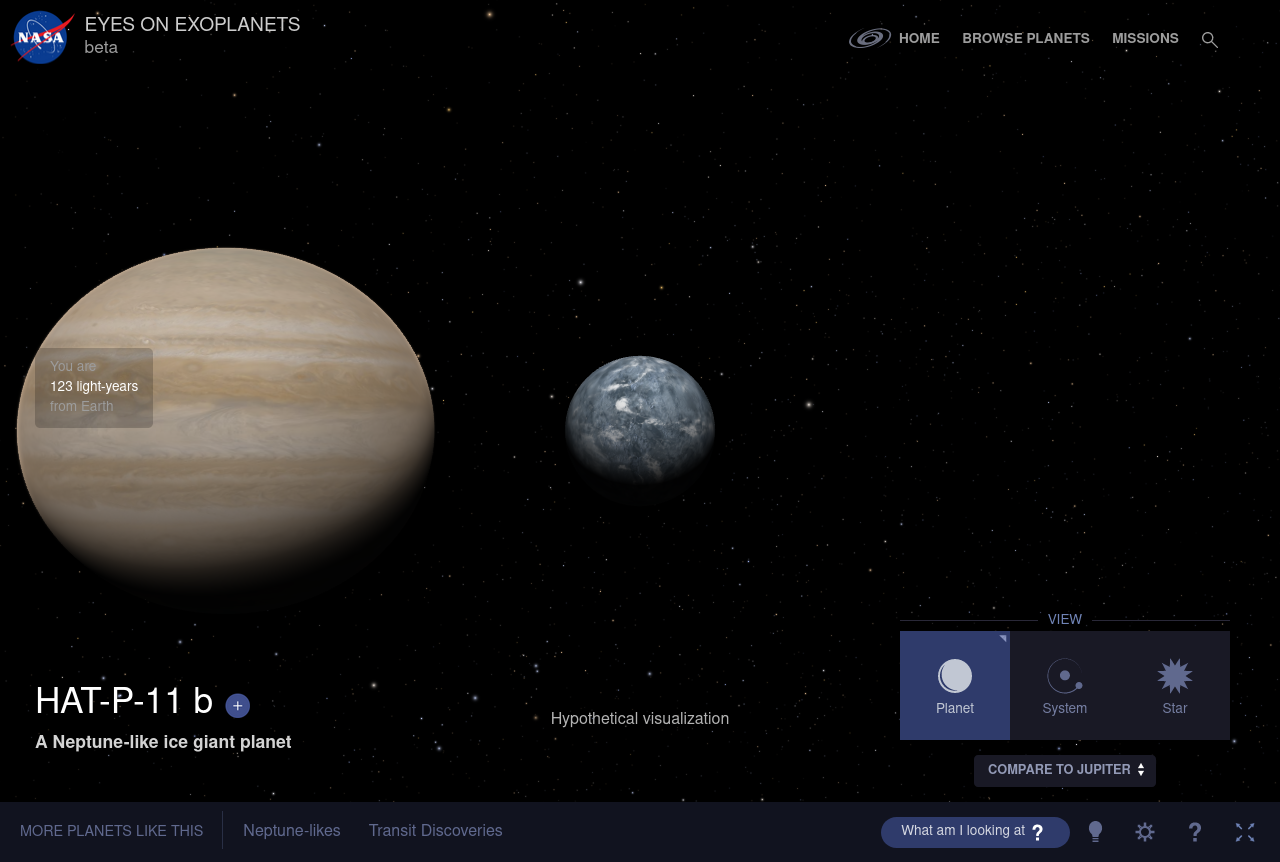 NASA
EYES ON EXOPLANETS
beta
HOME
BROWSE PLANETS
MISSIONS
You are
123 light-years
from Earth
VIEW
Planet
System
Star
HAT-P-11 b +
A Neptune-like ice giant planet
Hypothetical visualization
COMPARE TO JUPITER
MORE PLANETS LIKE THIS
Neptune-likes
Transit Discoveries
What am I looking at ?
?